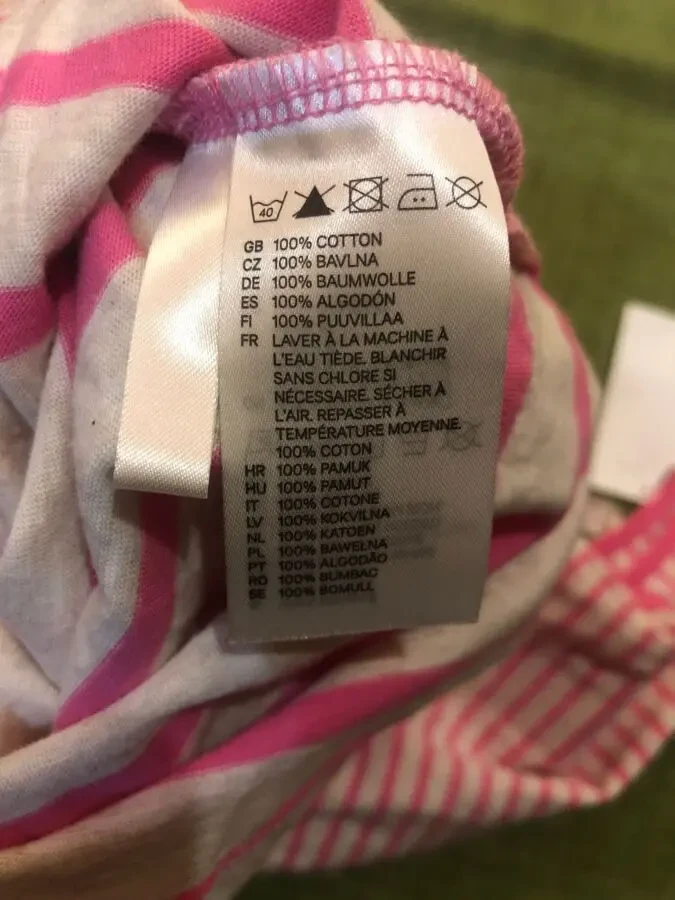 40
GB 100% COTTON
CZ 100% BAVLNA
DE 100% BAUMWOLLE
ES 100% ALGODÓN
FI 100% PUUVILLAA
FR LAVER À LA MACHINE À
L'EAU TIÈDE. BLANCHIR
SANS CHLORE SI
NÉCESSAIRE. SÉCHER À
L'AIR. REPASSER À
TEMPÉRATURE MOYENNE.
100% COTON
HR 100% PAMUK
HU 100% PAMUT
IT 100% COTONE
LV 100% KOKVILNA
NL 100% KATOEN
PL 100% BAWEŁNA
PT 100% ALGODÃO
RO 100% BUMBAC
SE 100% BOMULL